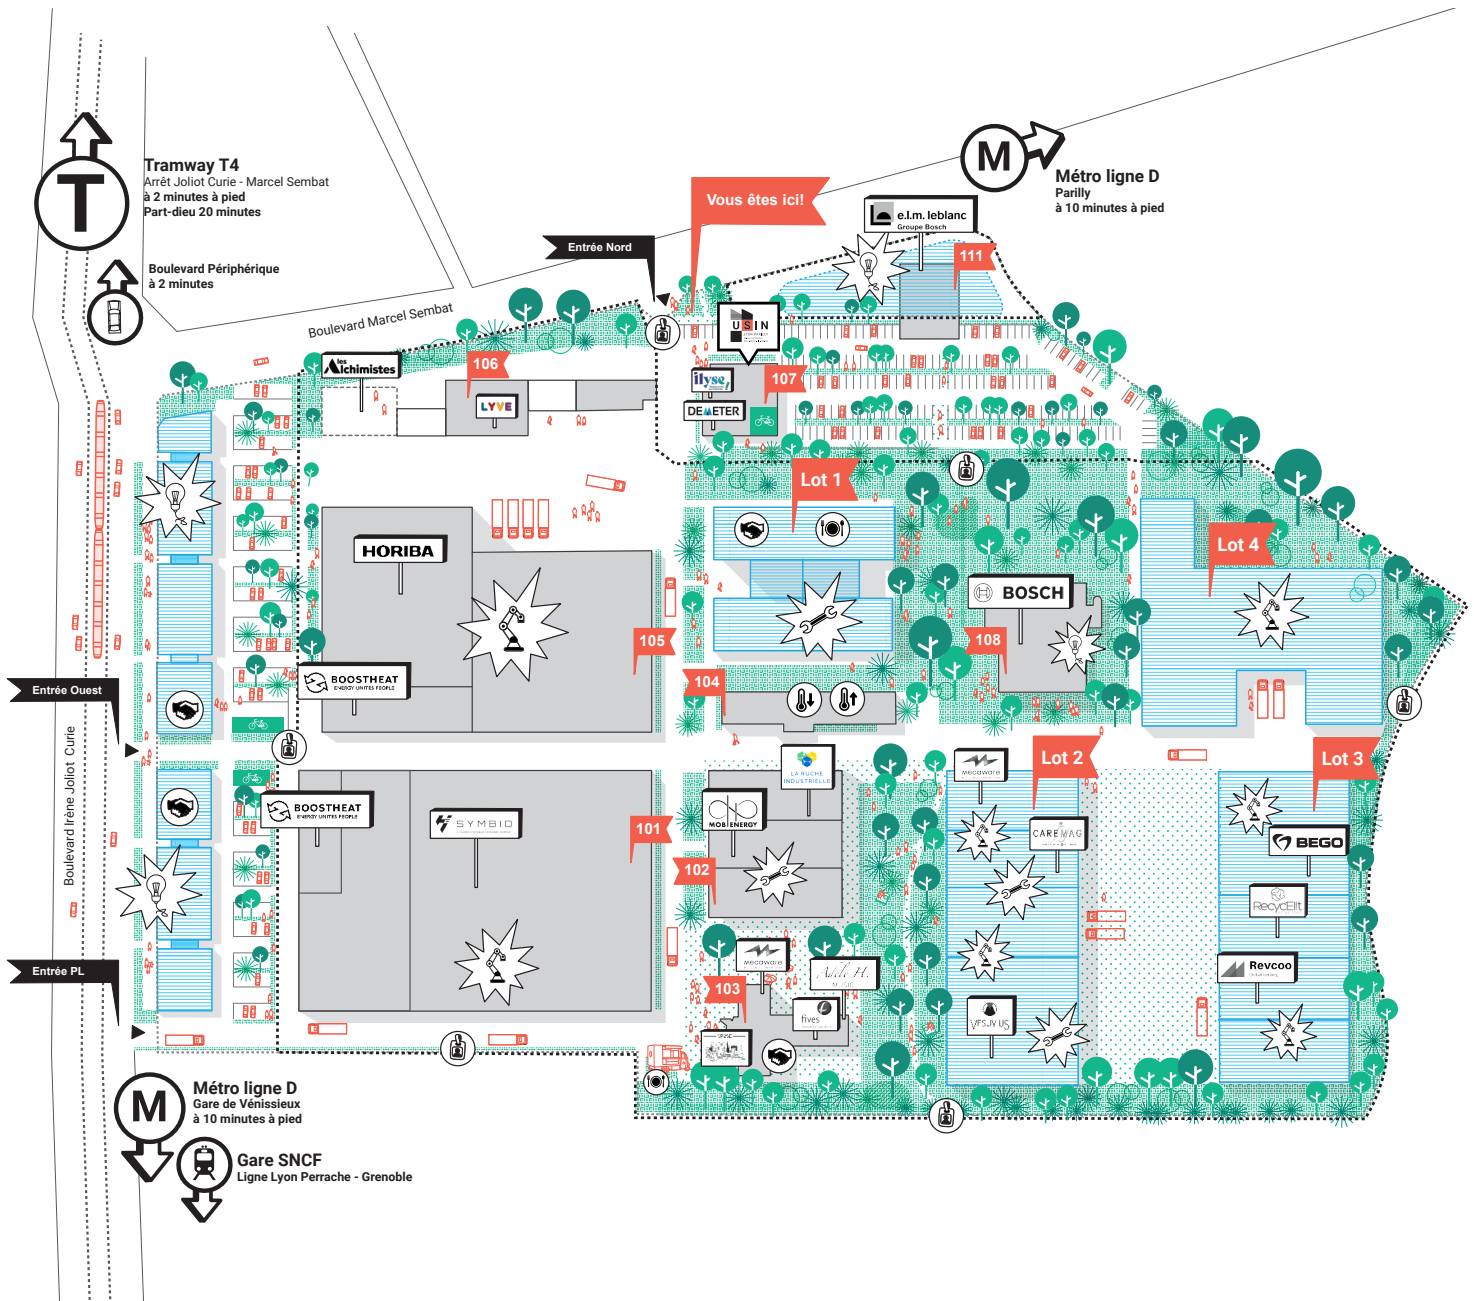 Tramway T4
Arrêt Joliot Curie - Marcel Sembat
à 2 minutes à pied
Part-dieu 20 minutes
T
Boulevard Périphérique
à 2 minutes
M
Métro ligne D
Parilly
à 10 minutes à pied
Vous êtes ici!
Entrée Nord
e.l.m. leblanc
Groupe Bosch
111
Boulevard Marcel Sembat
USIN
les
Alchimistes
106
LYVE
ilyse
107
DEMETER
Lot 1
HORIBA
Lot 4
BOSCH
105
108
BOOSTHEAT
ENERGY UNITES PEOPLE
104
Entrée Ouest
Boulevard Irène Joliot Curie
LA RUCHE
INDUSTRIELLE
mecaware
Lot 2
Lot 3
BOOSTHEAT
ENERGY UNITES PEOPLE
SYMBIO
MOB ENERGY
101
CAREMAG
BEGO
102
RecycElit
Entrée PL
mecaware
Adèle H.
MUSIC
Revcoo
103
fives
M
Métro ligne D
Gare de Vénissieux
à 10 minutes à pied
Gare SNCF
Ligne Lyon Perrache - Grenoble